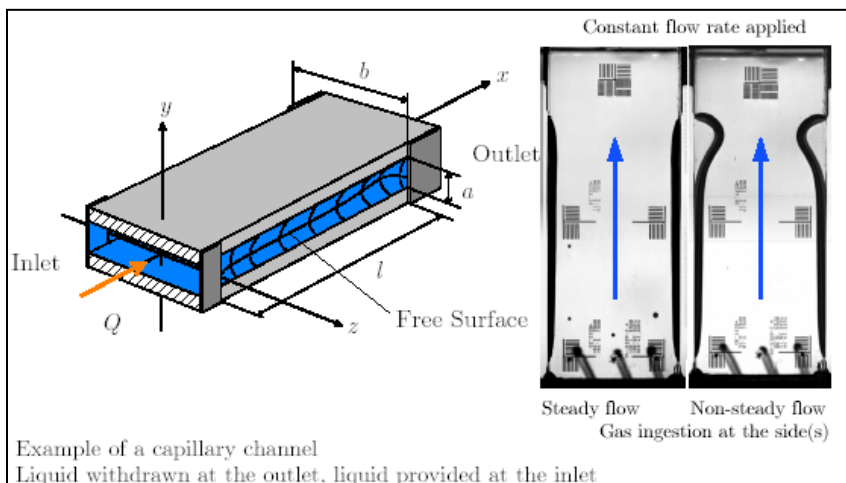 Constant flow rate applied
b
x
y
Outlet
a
Inlet
l
Free Surface
Q
z
Steady flow
Non-steady flow
Gas ingestion at the side(s)
Example of a capillary channel
Liquid withdrawn at the outlet, liquid provided at the inlet